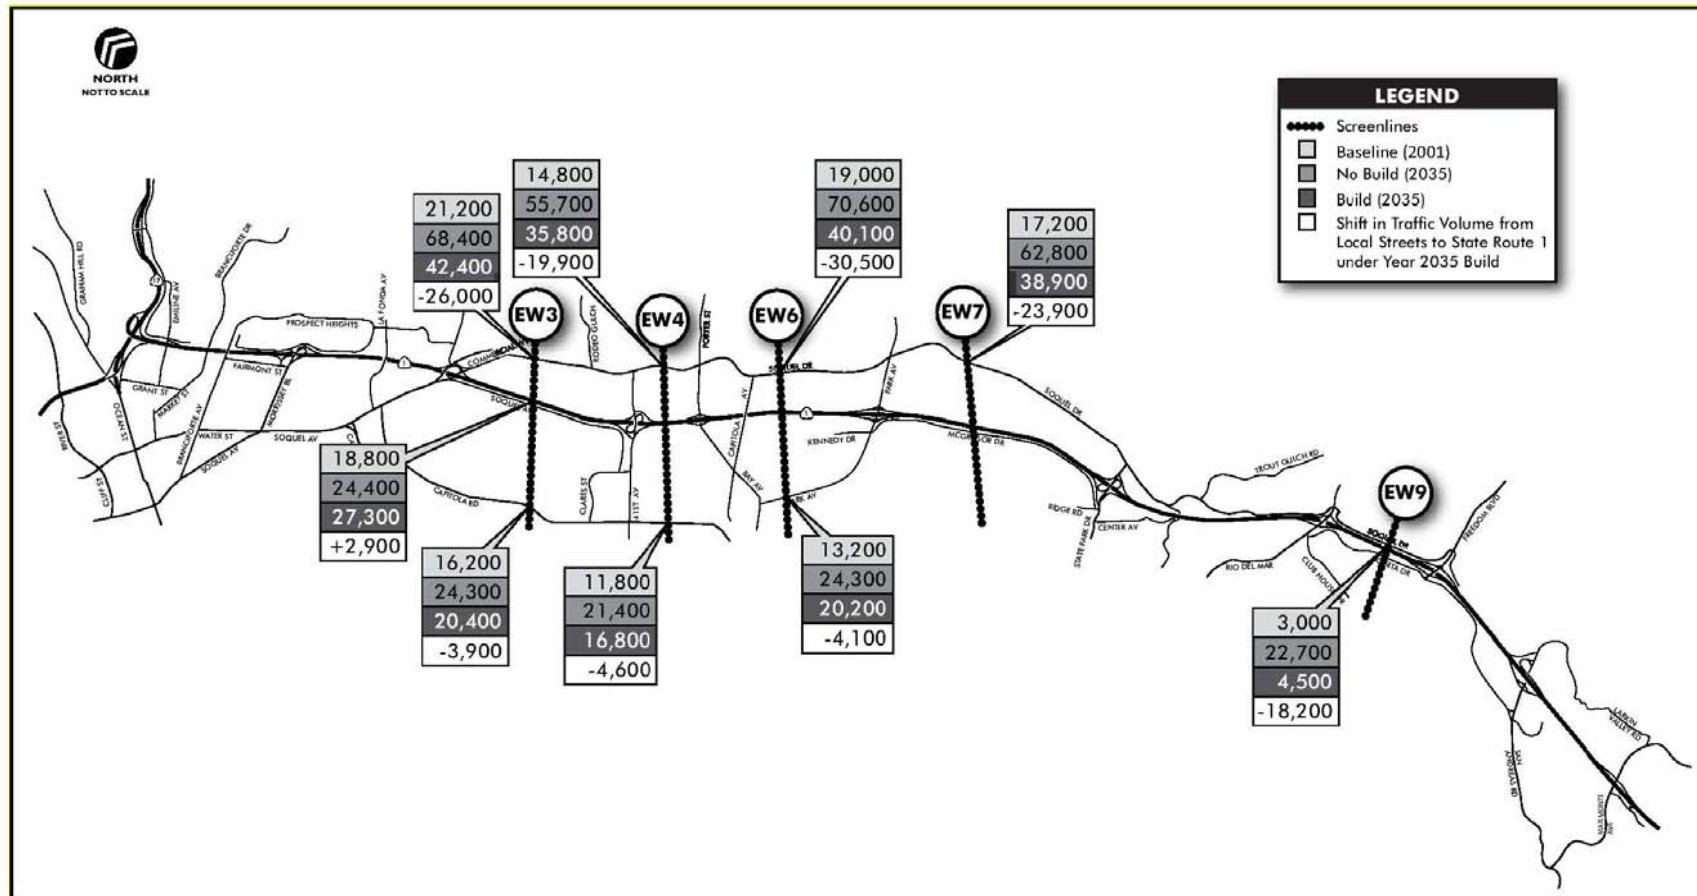 NORTH
NOT TO SCALE
LEGEND
Screenlines
Baseline (2001)
No Build (2035)
Build (2035)
Shift in Traffic Volume from
Local Streets to State Route 1
under Year 2035 Build
14,800
55,700
35,800
-19,900
19,000
70,600
40,100
-30,500
21,200
68,400
42,400
-26,000
17,200
62,800
38,900
-23,900
EW3
EW4
EW6
EW7
EW9
GRAHAM HILL RD
EMELINE AV
BRANCIFORTE DR
LA FONDA AV
PROSPECT HEIGHTS
RODEO GULCH
PORTER ST
FAIRMONT ST
1
SOQUEL DR
PARK AV
SOQUEL DR
GRANT ST
MARKET ST
MORRISSEY BL
SOQUEL AV
CAPITOLA AV
1
KENNEDY DR
MCGREGOR DR
RIVER ST
OCEAN ST
BRANCIFORTE AV
WATER ST
SOQUEL AV
SOQUEL AV
CLIFF ST
CAPITOLA RD
CLARES ST
41ST AV
BAY AV
TROUT GULCH RD
RIDGE RD
CENTER AV
STATE PARK DR
SOQUEL DR
FREEDOM BLVD
RIO DEL MAR
CLUB HOUSE
18,800
24,400
27,300
+2,900
16,200
24,300
20,400
-3,900
11,800
21,400
16,800
-4,600
13,200
24,300
20,200
-4,100
3,000
22,700
4,500
-18,200
LARKIN
VALLEY RD
SAN
ANDREAS RD